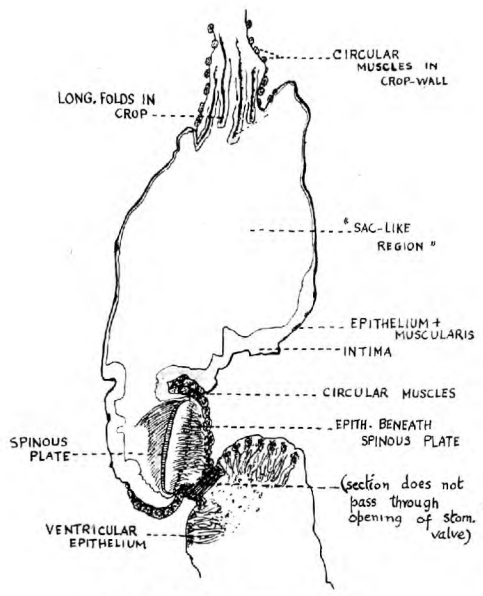 CIRCULAR
MUSCLES IN
CROP-WALL
LONG. FOLDS IN
CROP
"SAC-LIKE
REGION"
EPITHELIUM +
MUSCULARIS
INTIMA
CIRCULAR MUSCLES
EPITH. BENEATH
SPINOUS PLATE
SPINOUS
PLATE
(section does not
pass through
opening of stom.
valve)
VENTRICULAR
EPITHELIUM